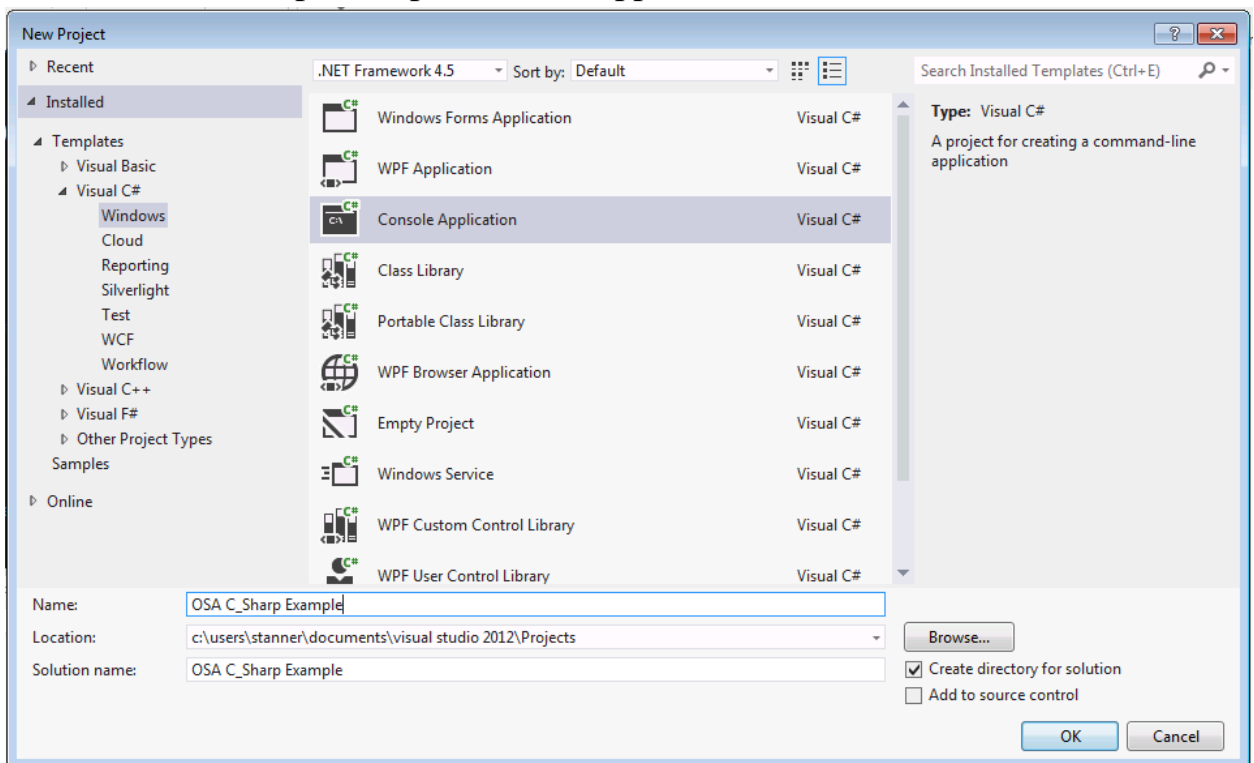 New Project
Recent
.NET Framework 4.5
Sort by: Default
Search Installed Templates (Ctrl+E)
Installed
Templates
Visual Basic
Visual C#
Windows
Cloud
Reporting
Silverlight
Test
WCF
Workflow
Visual C++
Visual F#
Other Project Types
Samples
Online
Windows Forms Application Visual C#
WPF Application Visual C#
Console Application Visual C#
Class Library Visual C#
Portable Class Library Visual C#
WPF Browser Application Visual C#
Empty Project Visual C#
Windows Service Visual C#
WPF Custom Control Library Visual C#
WPF User Control Library Visual C#
Type: Visual C#
A project for creating a command-line
application
Name: OSA C_Sharp Example
Location: c:\users\stanner\documents\visual studio 2012\Projects
Browse...
Solution name: OSA C_Sharp Example
Create directory for solution
Add to source control
OK Cancel